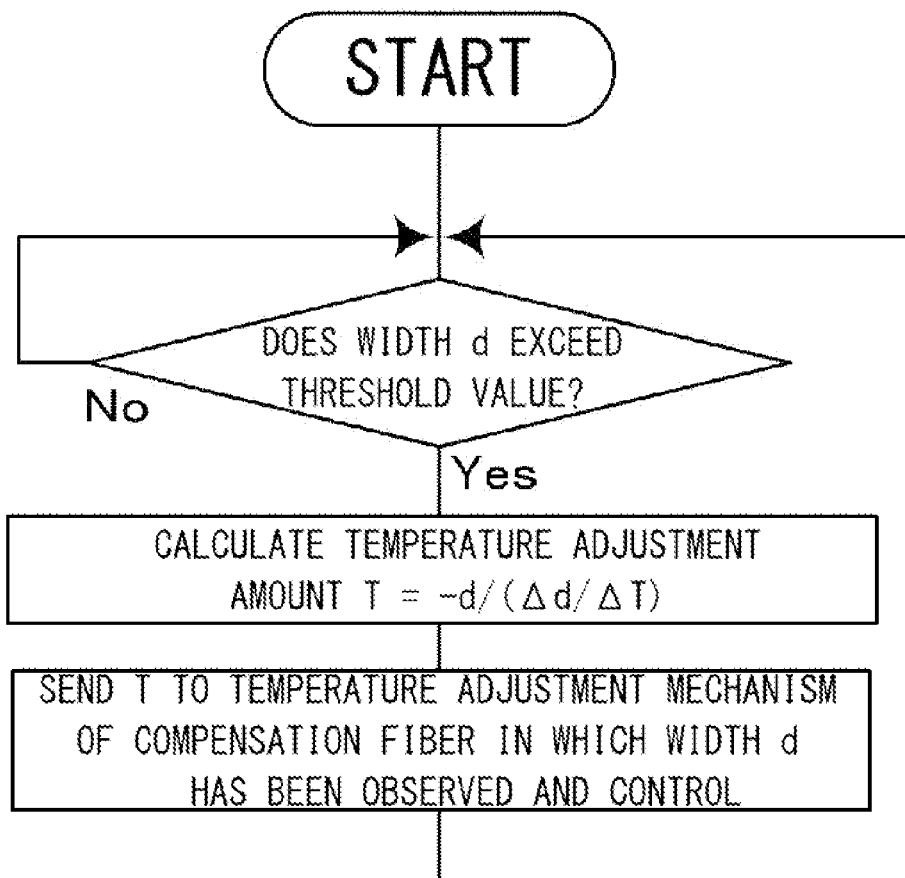 START
DOES WIDTH d EXCEED
THRESHOLD VALUE?
No
Yes
CALCULATE TEMPERATURE ADJUSTMENT
AMOUNT T = -d/(Δd/ΔT)
SEND T TO TEMPERATURE ADJUSTMENT MECHANISM
OF COMPENSATION FIBER IN WHICH WIDTH d
HAS BEEN OBSERVED AND CONTROL